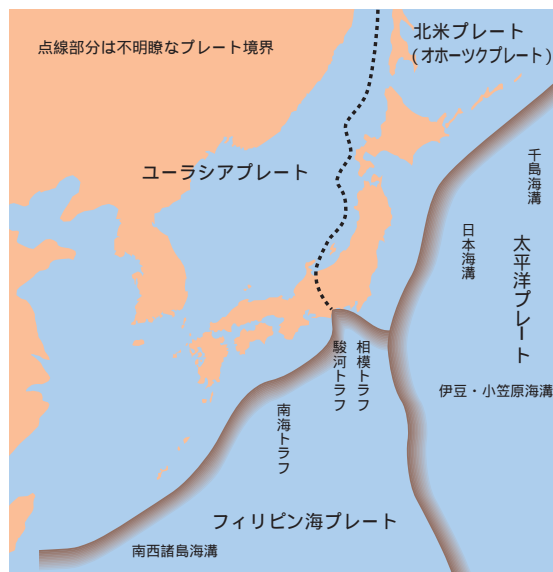 点線部分は不明瞭なプレート境界
北米プレート
(オホーツクプレート)
ユーラシアプレート
千島海溝
日本海溝
太平洋プレート
相模トラフ
駿河トラフ
伊豆・小笠原海溝
南海トラフ
フィリピン海プレート
南西諸島海溝